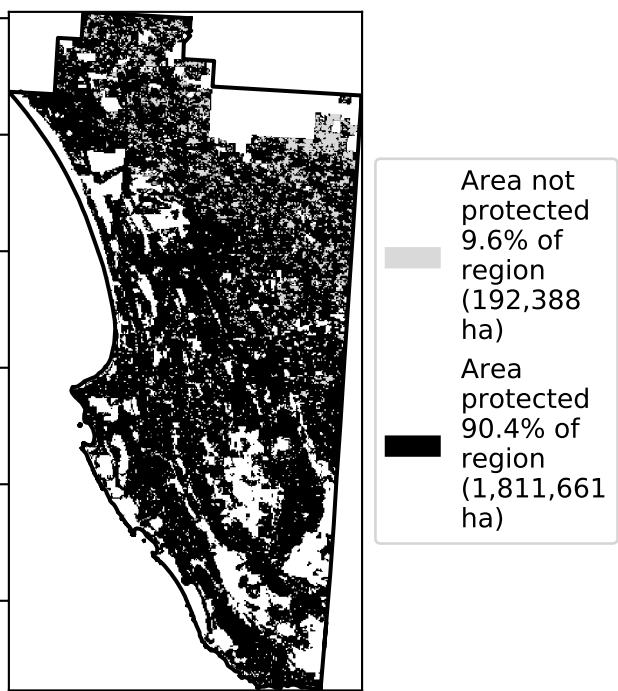 Area not
protected
9.6% of
region
(192,388
ha)
Area
protected
90.4% of
region
(1,811,661
ha)